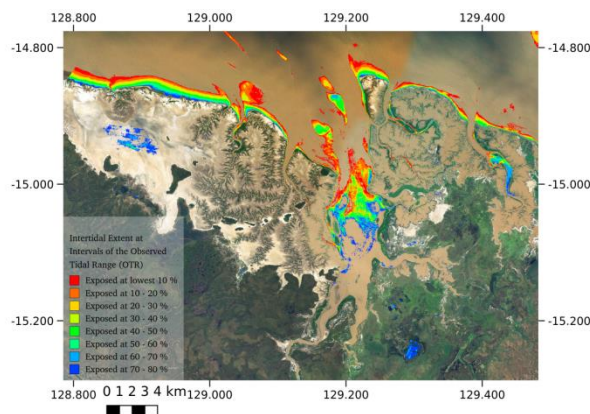 128.800 129.000 129.200 129.400
-14.800 -14.800
-15.000 -15.000
-15.200 -15.200
Intertidal Extent at
Intervals of the Observed
Tidal Range (OTR)
Exposed at lowest 10 %
Exposed at 10 - 20 %
Exposed at 20 - 30 %
Exposed at 30 - 40 %
Exposed at 40 - 50 %
Exposed at 50 - 60 %
Exposed at 60 - 70 %
Exposed at 70 - 80 %
128.800 129.000 129.200 129.400
0 1 2 3 4 km